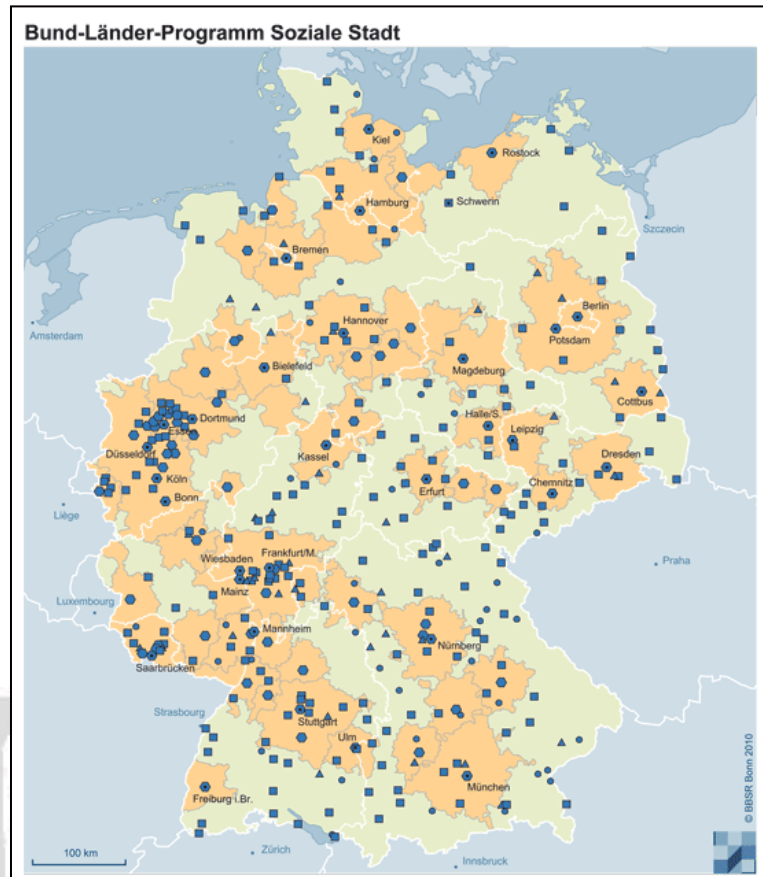 Bund-Länder-Programm Soziale Stadt
Kiel
Rostock
Hamburg
Schwerin
Szczecin
Bremen
Berlin
Amsterdam
Hannover
Potsdam
Bielefeld
Magdeburg
Cottbus
Dortmund
Halle/S.
Essen
Leipzig
Düsseldorf
Kassel
Dresden
Köln
Erfurt
Chemnitz
Bonn
Liège
Wiesbaden
Frankfurt/M.
Praha
Mainz
Luxembourg
Mannheim
Nürnberg
Saarbrücken
Strasbourg
Stuttgart
Ulm
München
Freiburg i.Br.
© BBSR Bonn 2010
100 km
Zürich
Innsbruck